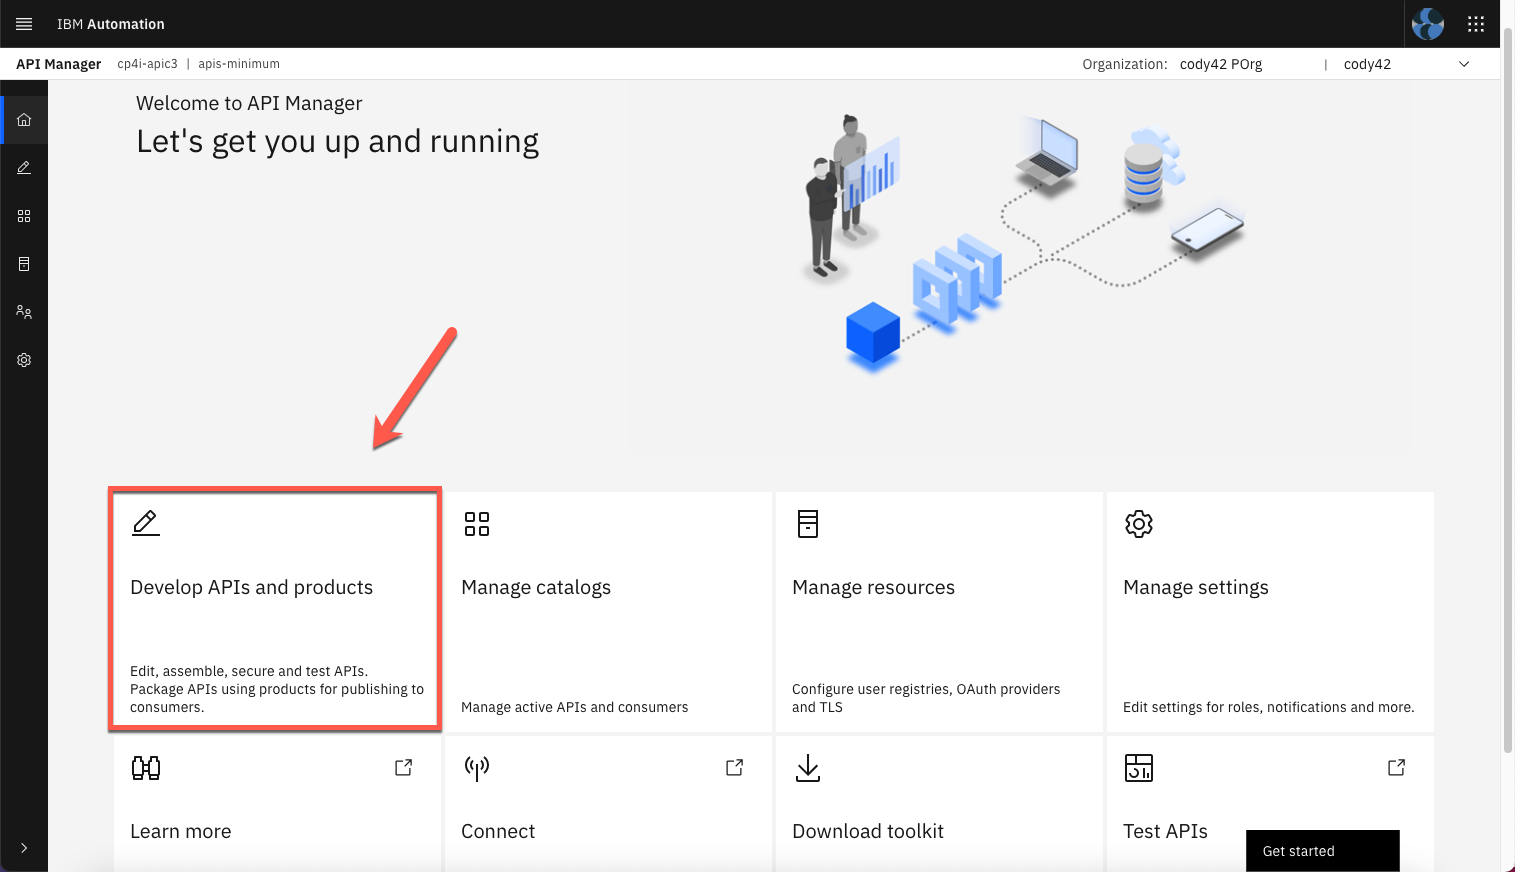 IBM Automation
API Manager cp4i-apic3 | apis-minimum Organization: cody42 POrg | cody42
Welcome to API Manager
Let's get you up and running
Develop APIs and products
Edit, assemble, secure and test APIs.
Package APIs using products for publishing to
consumers.
Manage catalogs
Manage active APIs and consumers
Manage resources
Configure user registries, OAuth providers
and TLS
Manage settings
Edit settings for roles, notifications and more.
Learn more
Connect
Download toolkit
Test APIs
Get started